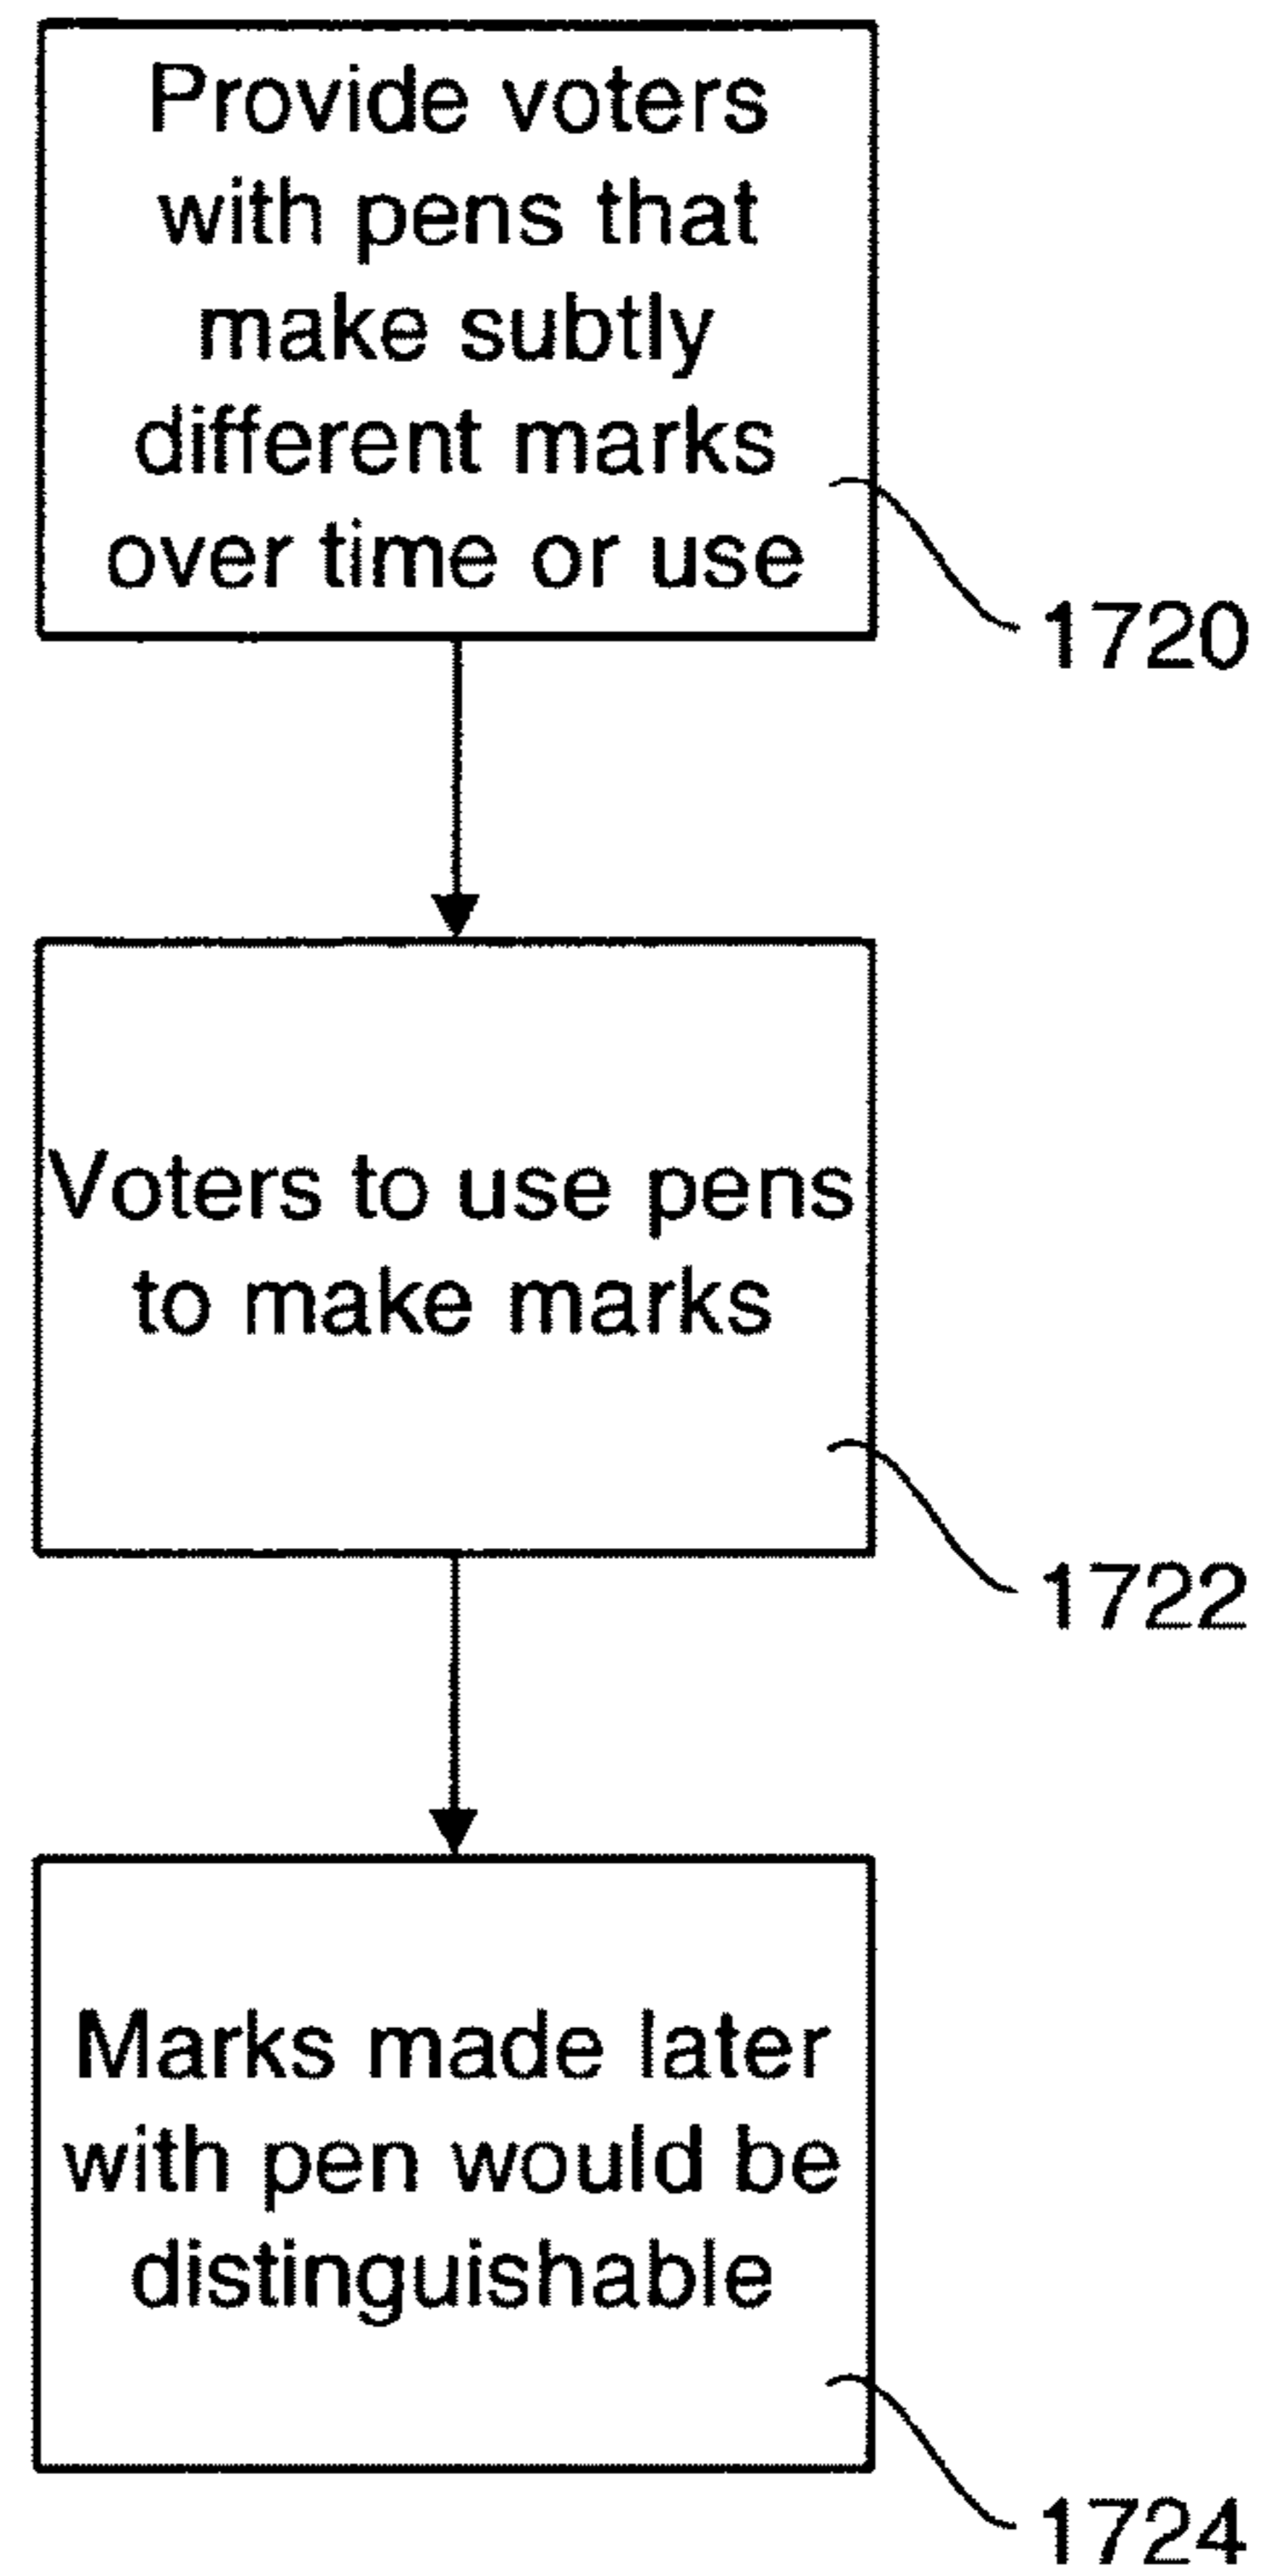 Provide voters
with pens that
make subtly
different marks
over time or use
1720
Voters to use pens
to make marks
1722
Marks made later
with pen would be
distinguishable
1724